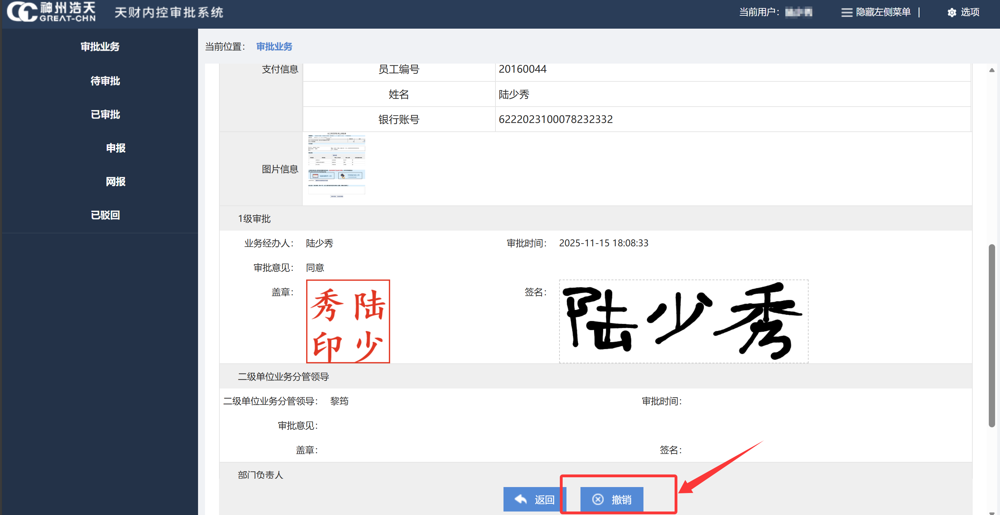 神州浩天
GREAT-CHN
天财内控审批系统
当前用户：
隐藏左侧菜单 |
选项
审批业务
待审批
已审批
申报
网报
已驳回
当前位置： 审批业务
支付信息
员工编号 20160044
姓名 陆少秀
银行账号 6222023100078232332
图片信息
1级审批
业务经办人： 陆少秀 审批时间： 2025-11-15 18:08:33
审批意见： 同意
盖章： 陆少秀印 签名： 陆少秀
二级单位业务分管领导
二级单位业务分管领导： 黎筠 审批时间：
审批意见：
盖章： 签名：
部门负责人
返回 撤销